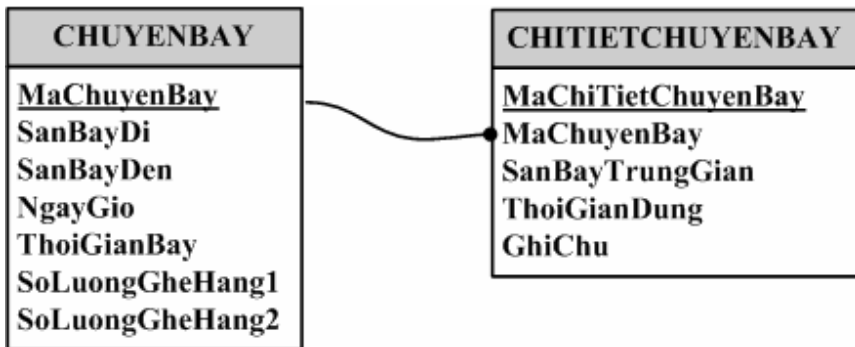 CHUYENBAY
MaChuyenBay
SanBayDi
SanBayDen
NgayGio
ThoiGianBay
SoLuongGheHang1
SoLuongGheHang2
CHITIETCHUYENBAY
MaChiTietChuyenBay
MaChuyenBay
SanBayTrungGian
ThoiGianDung
GhiChu